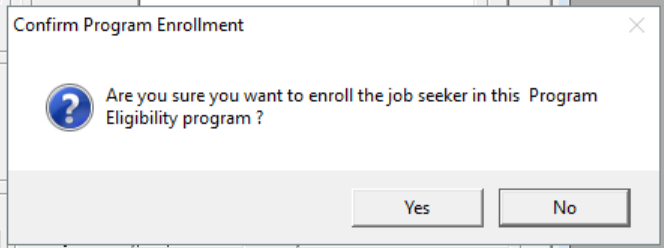 Confirm Program Enrollment
Are you sure you want to enroll the job seeker in this  Program
Eligibility program ?
Yes
No